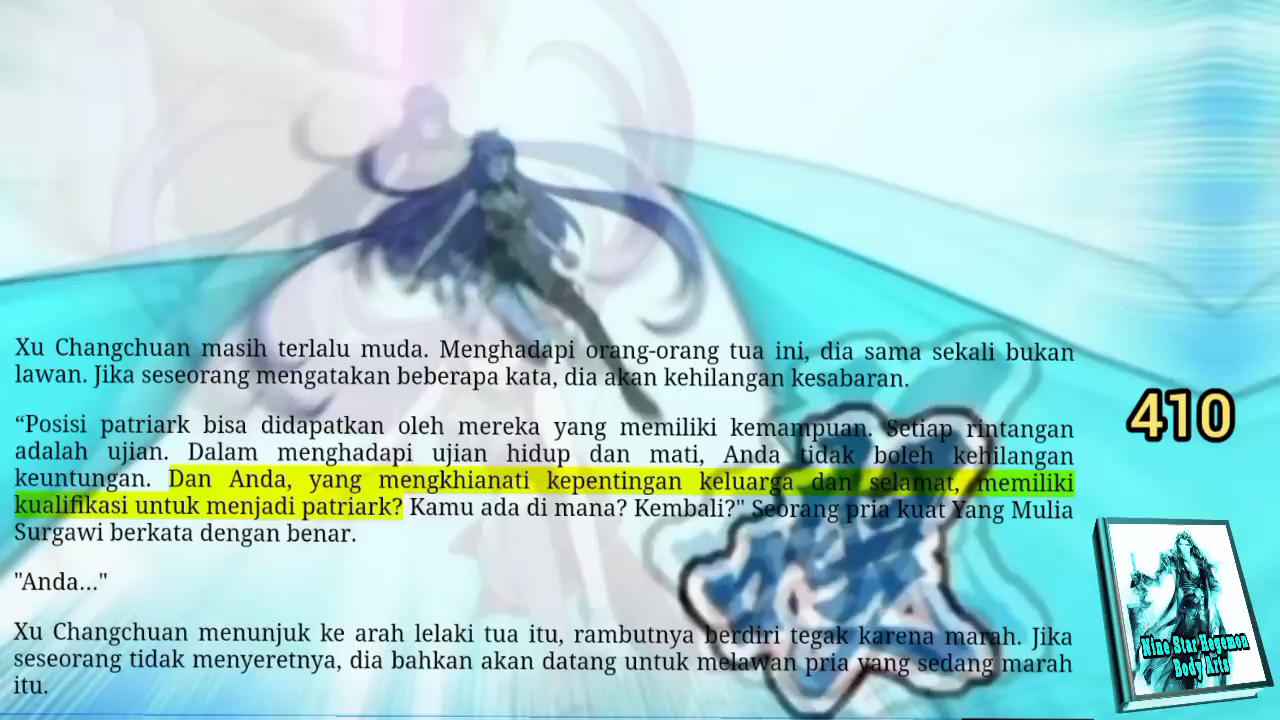 Xu Changchuan masih terlalu muda. Menghadapi orang-orang tua ini, dia sama sekali bukan
lawan. Jika seseorang mengatakan beberapa kata, dia akan kehilangan kesabaran.
“Posisi patriark bisa didapatkan oleh mereka yang memiliki kemampuan. Setiap rintangan
adalah ujian. Dalam menghadapi ujian hidup dan mati, Anda tidak boleh kehilangan
keuntungan. Dan Anda, yang mengkhianati kepentingan keluarga dan selamat, memiliki
kualifikasi untuk menjadi patriark? Kamu ada di mana? Kembali?" Seorang pria kuat Yang Mulia
Surgawi berkata dengan benar.
"Anda..."
Xu Changchuan menunjuk ke arah lelaki tua itu, rambutnya berdiri tegak karena marah. Jika
seseorang tidak menyeretnya, dia bahkan akan datang untuk melawan pria yang sedang marah
itu.
410
Nine Star Hegemon
Body Arts